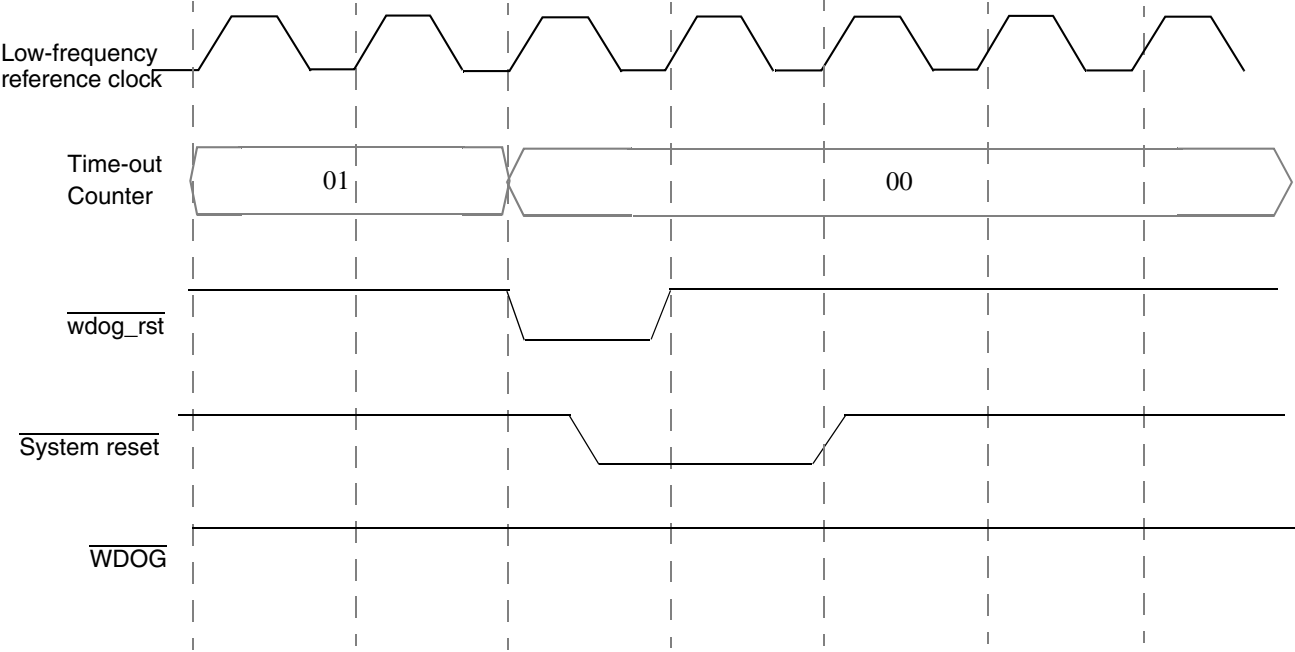 Low-frequency
reference clock
Time-out
Counter
01
00
wdog_rst
System reset
WDOG